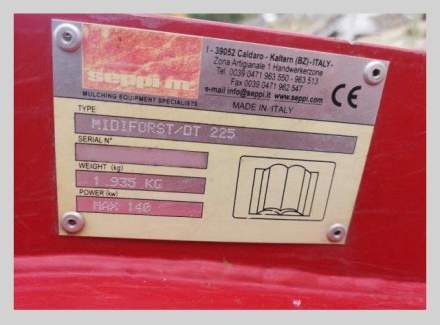 seppi m
MULCHING EQUIPMENT SPECIALISTS
I - 39052 Caldaro - Kaltern (BZ)-ITALY-
Zona Artigianale 1 Handwerkerzone
Tel. 0039 0471 963 550 - 963 513
Fax 0039 0471 962 547
e-mail info@seppi.it www.seppi.com
CE
MADE IN ITALY
TYPE
MIDIFORST/DT 225
SERIAL N°
WEIGHT (kg)
1 935 KG
POWER (kw)
MAX 140